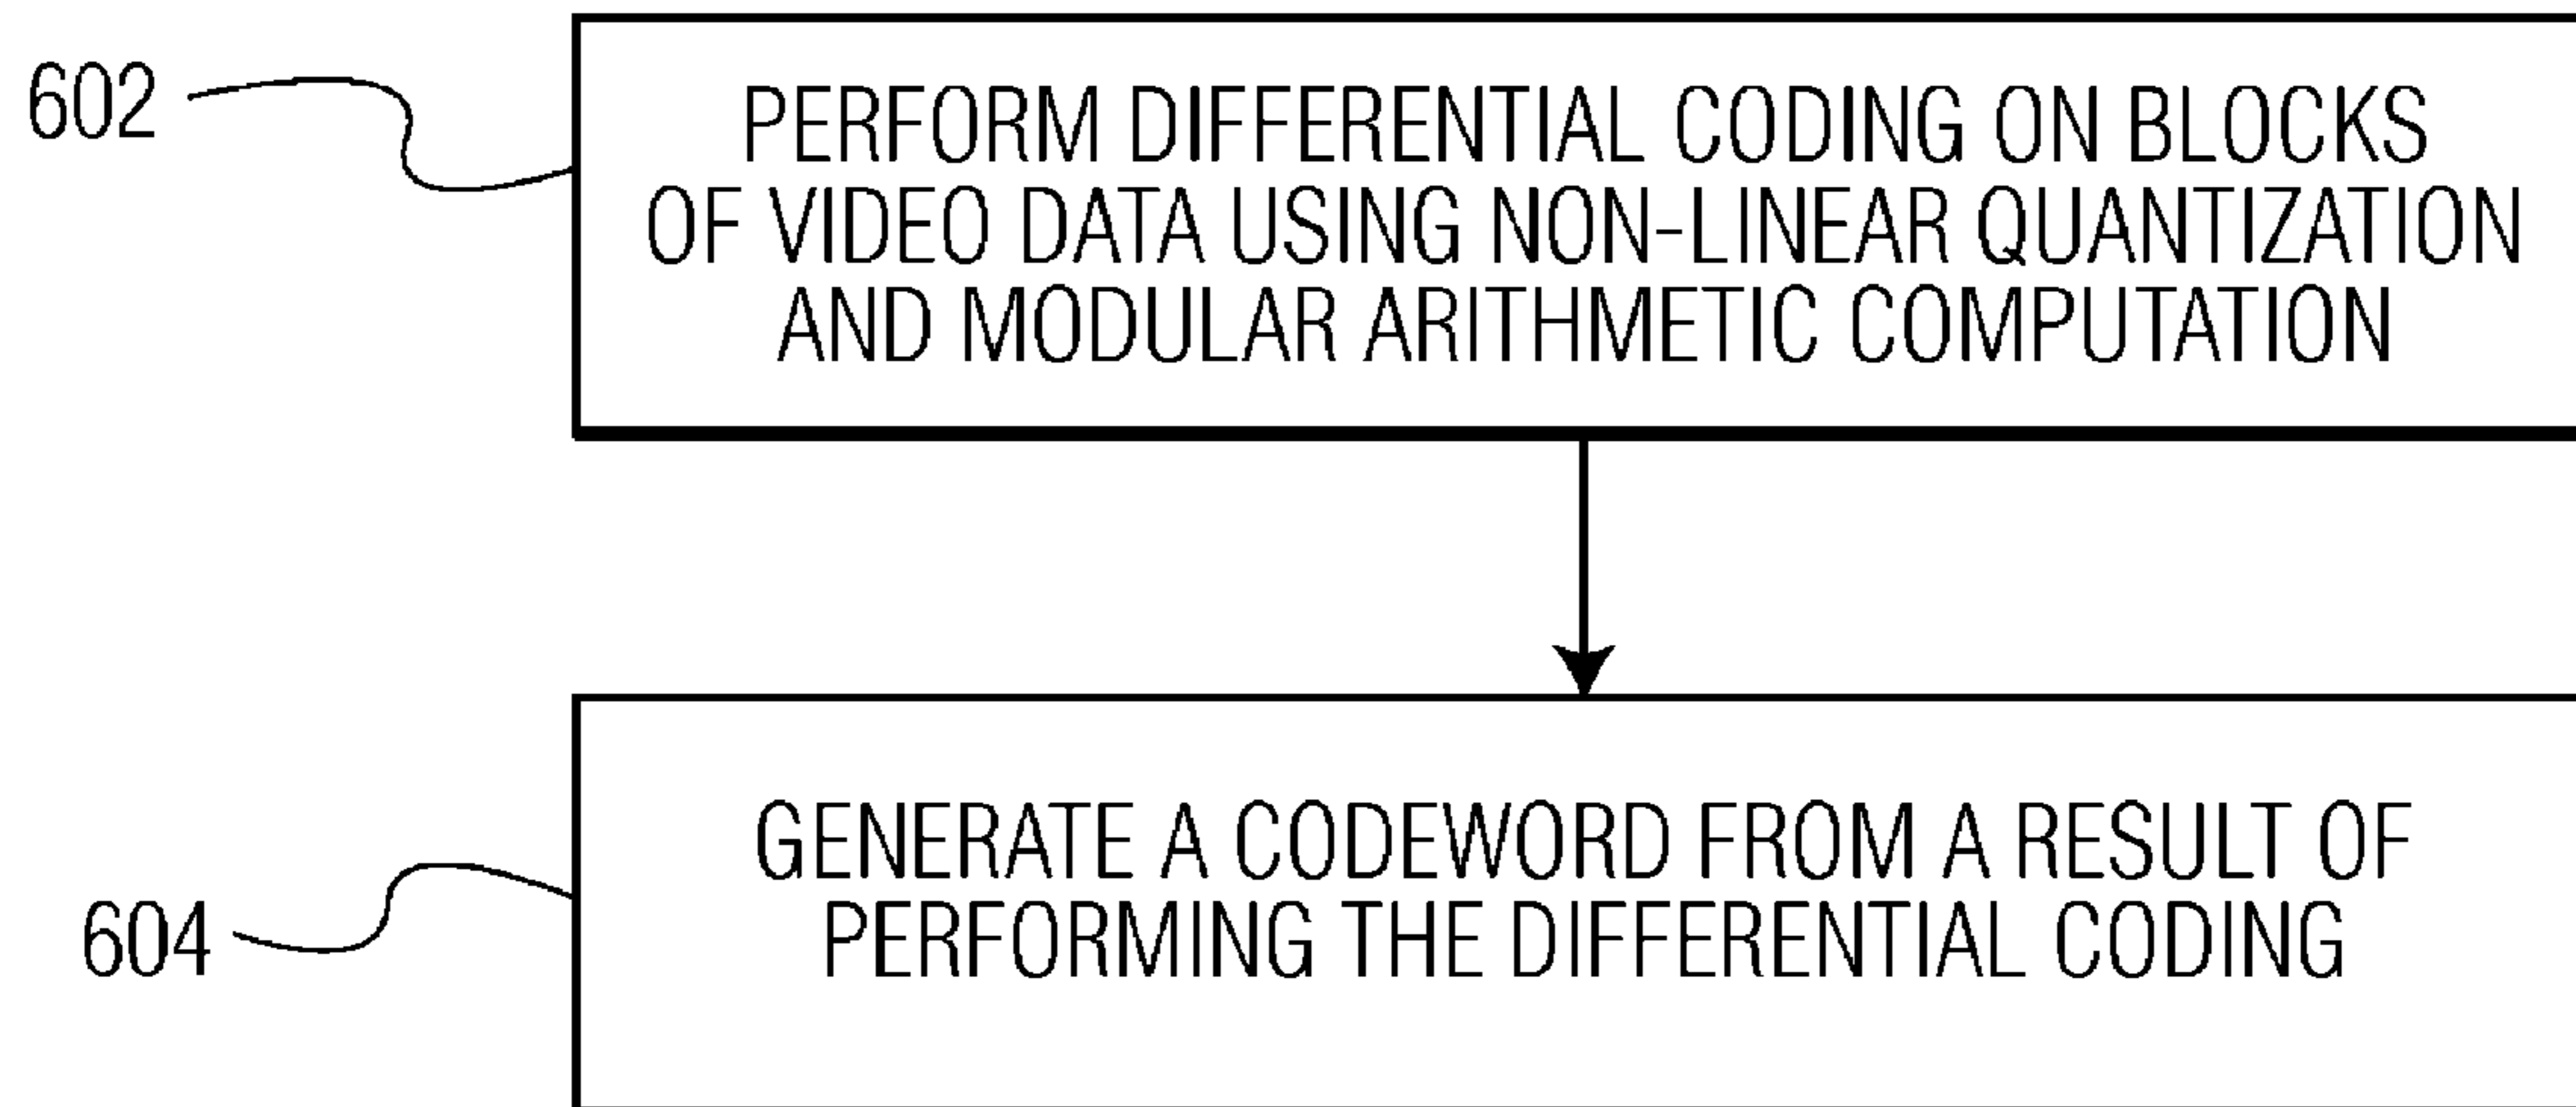 602
PERFORM DIFFERENTIAL CODING ON BLOCKS
OF VIDEO DATA USING NON-LINEAR QUANTIZATION
AND MODULAR ARITHMETIC COMPUTATION
GENERATE A CODEWORD FROM A RESULT OF
PERFORMING THE DIFFERENTIAL CODING
604